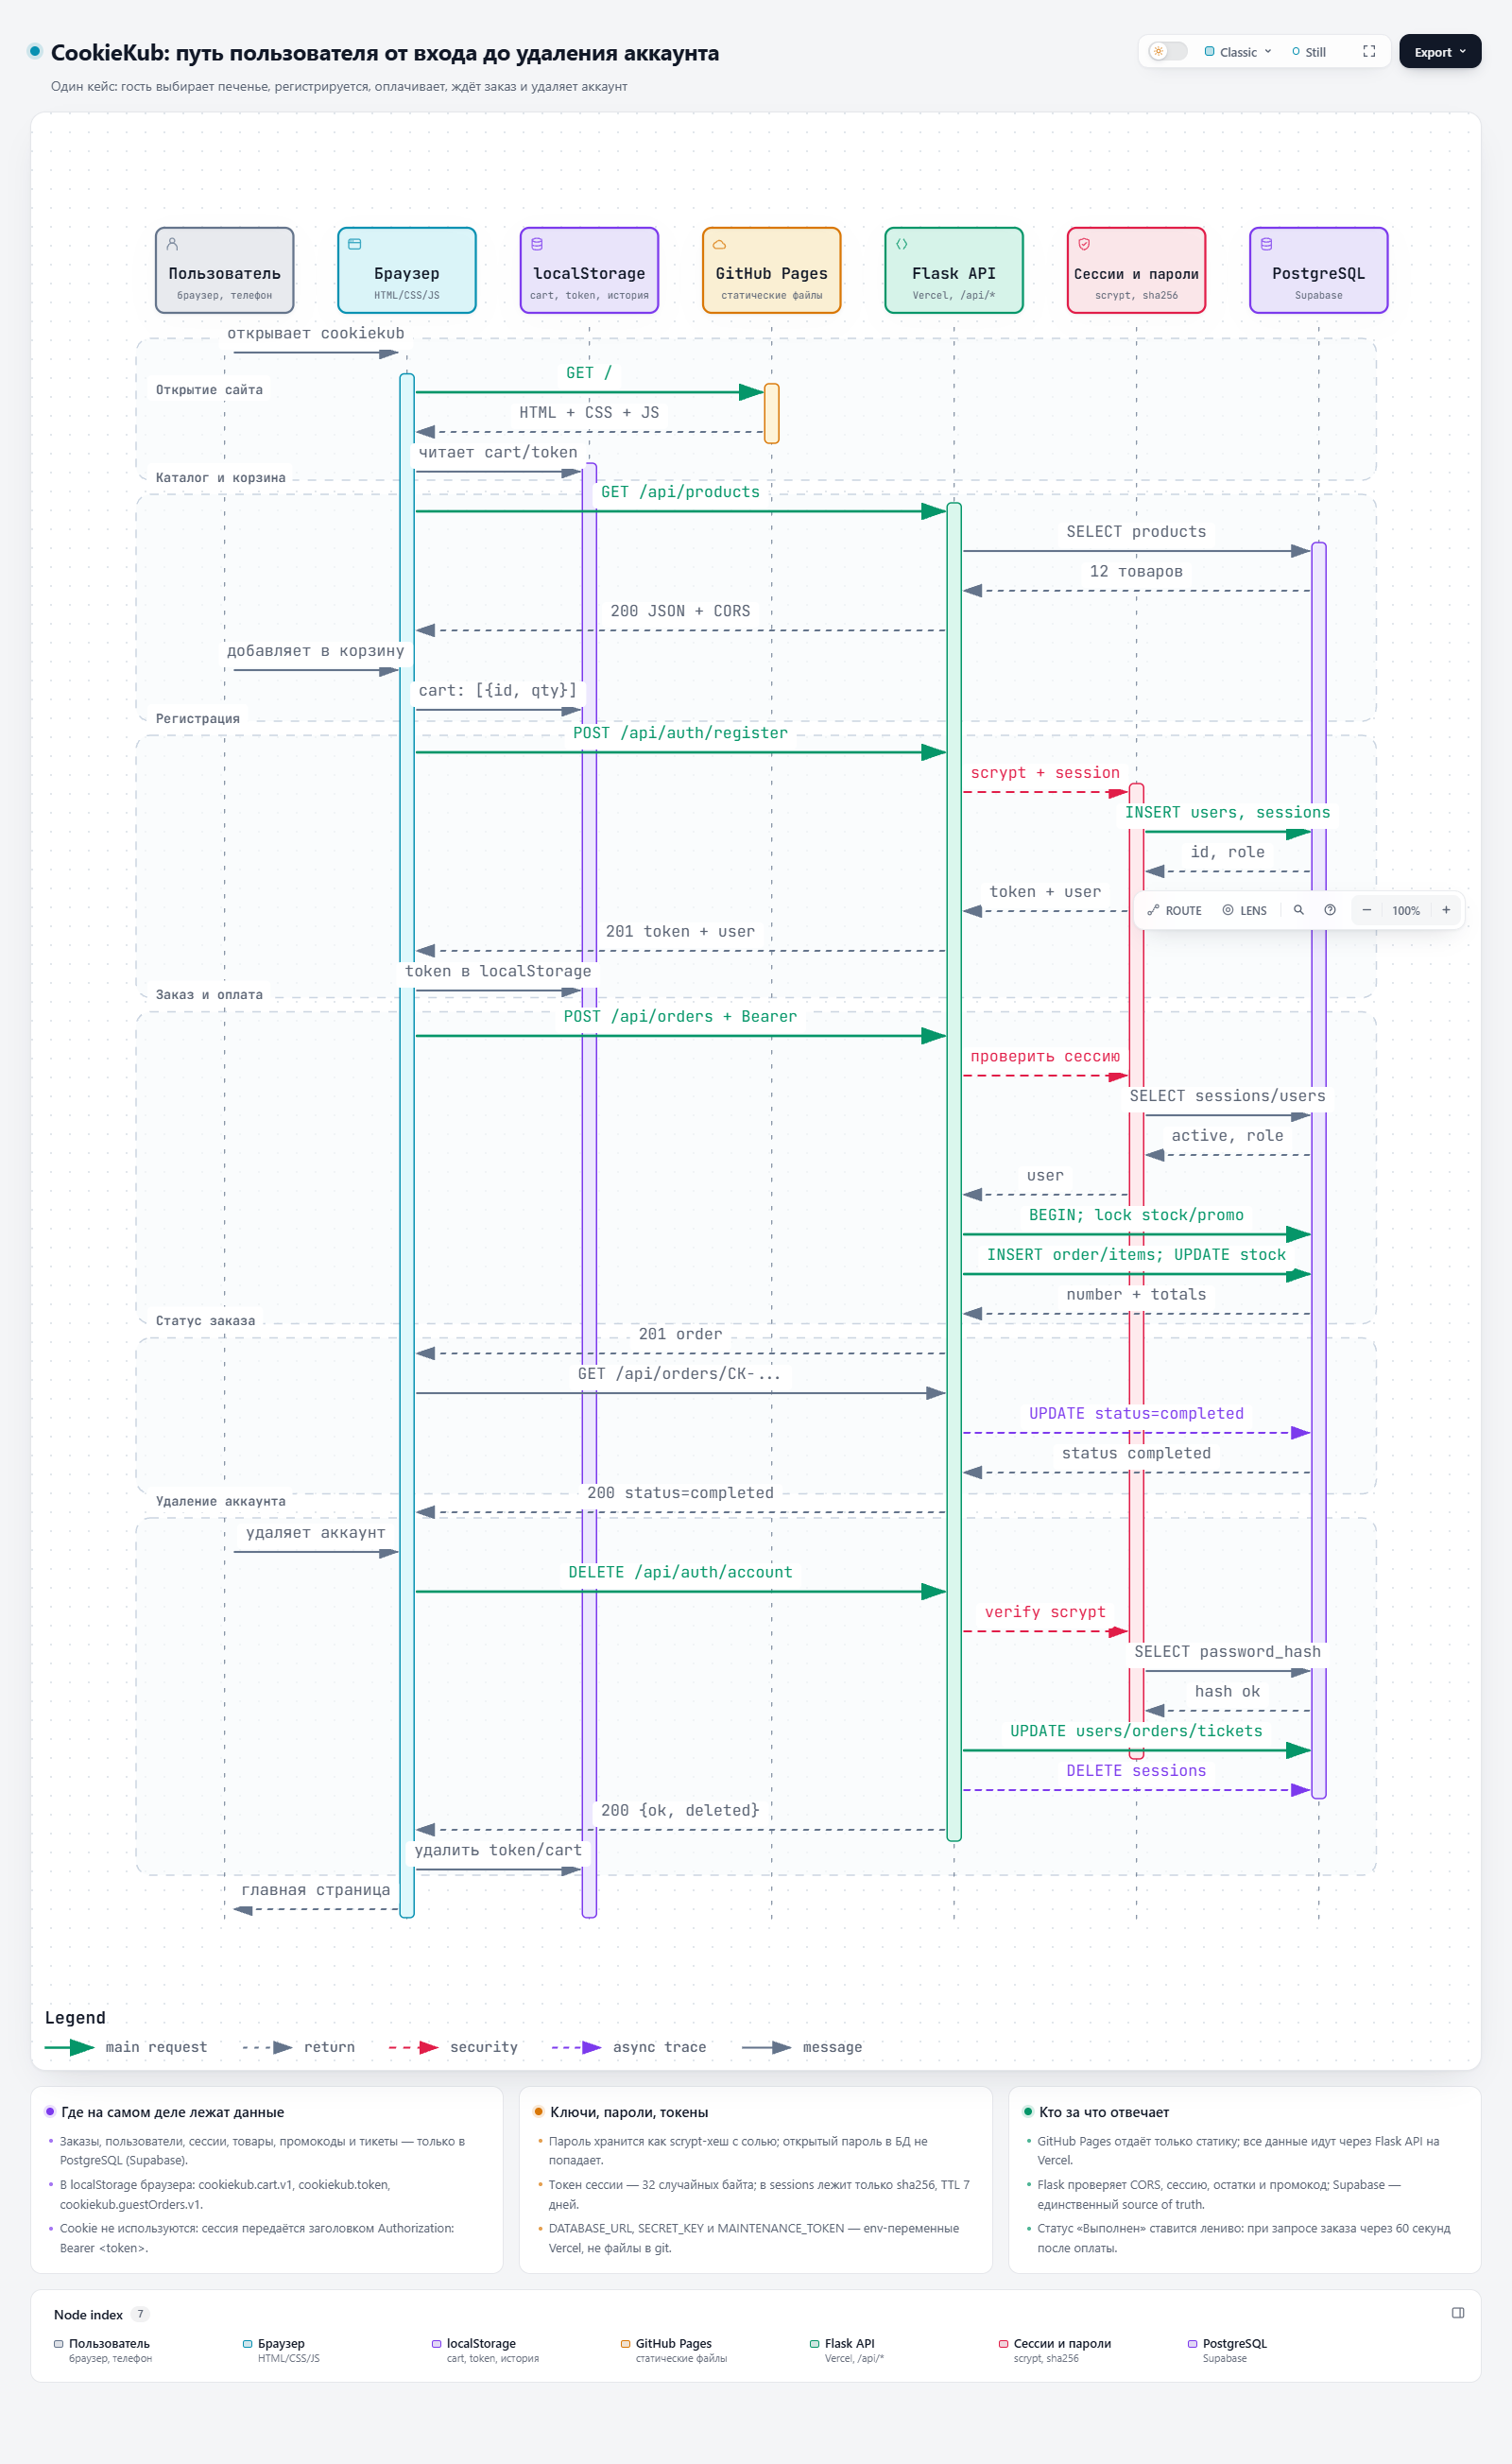 CookieKub: путь пользователя от входа до удаления аккаунта
Classic
Still
Export
Один кейс: гость выбирает печенье, регистрируется, оплачивает, ждёт заказ и удаляет аккаунт
Пользователь
браузер, телефон
Браузер
HTML/CSS/JS
localStorage
cart, token, история
GitHub Pages
статические файлы
Flask API
Vercel, /api/*
Сессии и пароли
scrypt, sha256
PostgreSQL
Supabase
открывает cookiekub
GET /
Открытие сайта
HTML + CSS + JS
читает cart/token
Каталог и корзина
GET /api/products
SELECT products
12 товаров
200 JSON + CORS
добавляет в корзину
cart: [{id, qty}]
Регистрация
POST /api/auth/register
scrypt + session
INSERT users, sessions
id, role
token + user
ROUTE
LENS
100%
201 token + user
token в localStorage
Заказ и оплата
POST /api/orders + Bearer
проверить сессию
SELECT sessions/users
active, role
user
BEGIN; lock stock/promo
INSERT order/items; UPDATE stock
number + totals
Статус заказа
201 order
GET /api/orders/CK-...
UPDATE status=completed
status completed
200 status=completed
Удаление аккаунта
удаляет аккаунт
DELETE /api/auth/account
verify scrypt
SELECT password_hash
hash ok
UPDATE users/orders/tickets
DELETE sessions
200 {ok, deleted}
удалить token/cart
главная страница
Legend
main request
return
security
async trace
message
Где на самом деле лежат данные
• Заказы, пользователи, сессии, товары, промокоды и тикеты — только в
PostgreSQL (Supabase).
• В localStorage браузера: cookiekub.cart.v1, cookiekub.token,
cookiekub.guestOrders.v1.
• Cookie не используются: сессия передаётся заголовком Authorization:
Bearer <token>.
Ключи, пароли, токены
• Пароль хранится как scrypt-хеш с солью; открытый пароль в БД не
попадает.
• Токен сессии — 32 случайных байта; в sessions лежит только sha256, TTL 7
дней.
• DATABASE_URL, SECRET_KEY и MAINTENANCE_TOKEN — env-переменные
Vercel, не файлы в git.
Кто за что отвечает
• GitHub Pages отдаёт только статику; все данные идут через Flask API на
Vercel.
• Flask проверяет CORS, сессию, остатки и промокод; Supabase —
единственный source of truth.
• Статус «Выполнен» ставится лениво: при запросе заказа через 60 секунд
после оплаты.
Node index 7
Пользователь
браузер, телефон
Браузер
HTML/CSS/JS
localStorage
cart, token, история
GitHub Pages
статические файлы
Flask API
Vercel, /api/*
Сессии и пароли
scrypt, sha256
PostgreSQL
Supabase